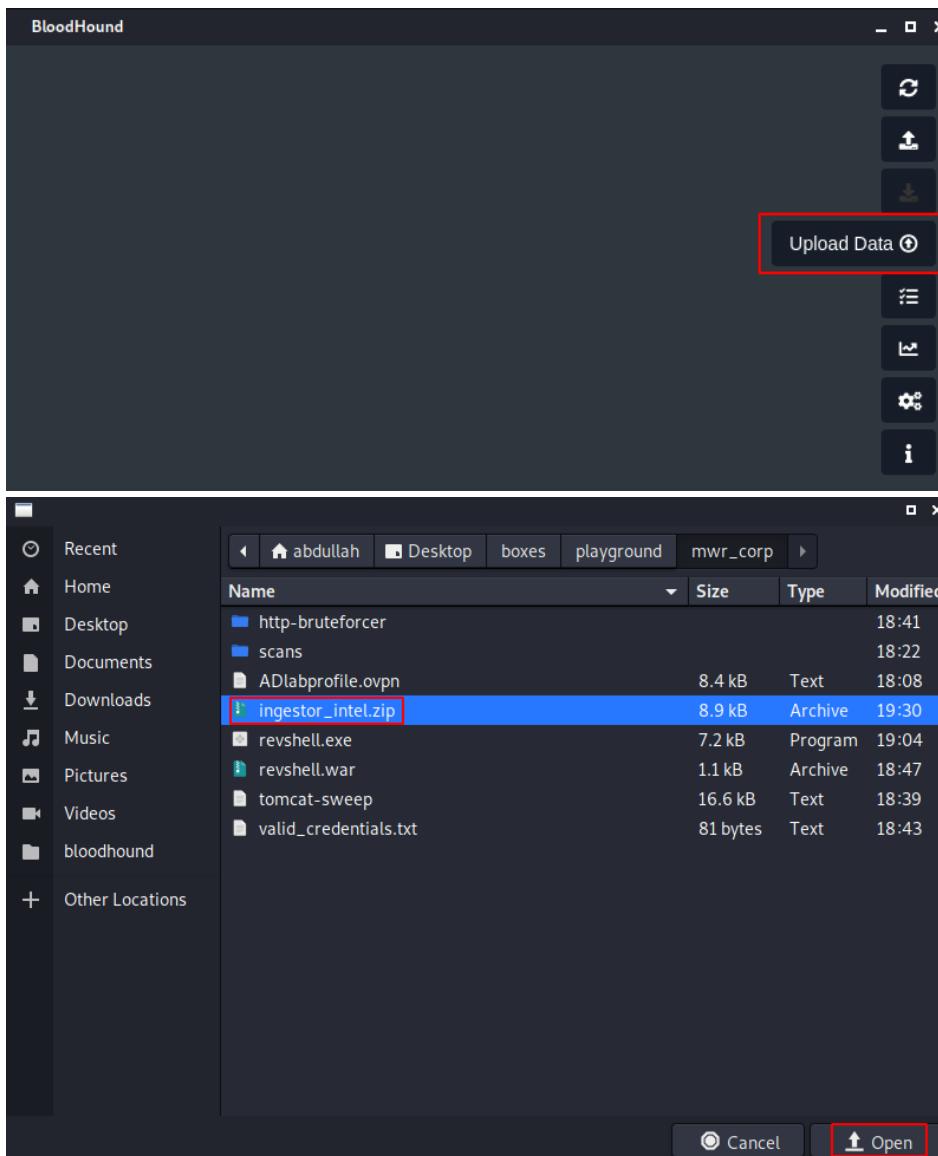 BloodHound
Upload Data
Recent
Home
Desktop
Documents
Downloads
Music
Pictures
Videos
bloodhound
Other Locations
abdullah Desktop boxes playground mwr_corp
Name Size Type Modified
http-bruteforcer 18:41
scans 18:22
ADlabprofile.ovpn 8.4 kB Text 18:08
ingestor_intel.zip 8.9 kB Archive 19:30
revshell.exe 7.2 kB Program 19:04
revshell.war 1.1 kB Archive 18:47
tomcat-sweep 16.6 kB Text 18:39
valid_credentials.txt 81 bytes Text 18:43
Cancel Open